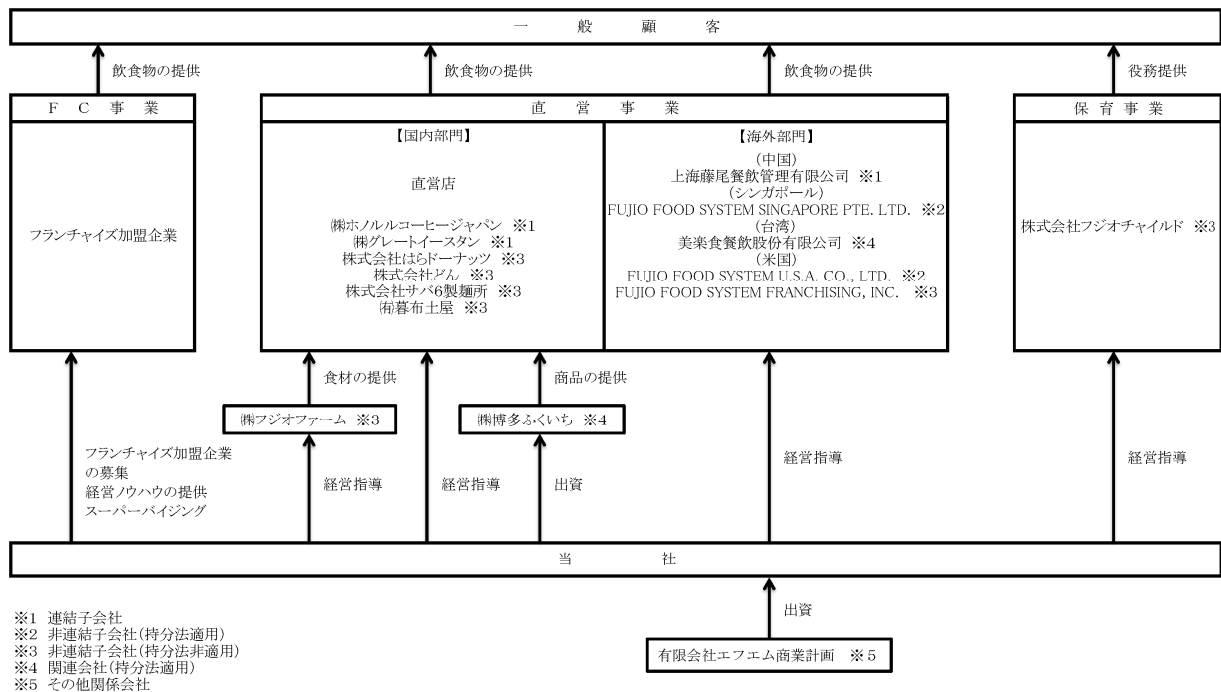 一般顧客
飲食物の提供
飲食物の提供
飲食物の提供
役務提供
FC事業
フランチャイズ加盟企業
直営事業
【国内部門】
直営店
㈱ホノルルコーヒージャパン ※1
㈱グレートイースタン ※1
株式会社はらドーナッツ ※3
株式会社どん ※3
株式会社サバ6製麺所 ※3
㈲暮布土屋 ※3
【海外部門】
(中国)
上海藤尾餐飲管理有限公司 ※1
(シンガポール)
FUJIO FOOD SYSTEM SINGAPORE PTE. LTD. ※2
(台湾)
美楽食餐飲股份有限公司 ※4
(米国)
FUJIO FOOD SYSTEM U.S.A. CO., LTD. ※2
FUJIO FOOD SYSTEM FRANCHISING, INC. ※3
保育事業
株式会社フジオチャイルド ※3
食材の提供
商品の提供
㈱フジオファーム ※3
㈱博多ふくいち ※4
フランチャイズ加盟企業
の募集
経営ノウハウの提供
スーパーバイジング
経営指導
経営指導
出資
経営指導
経営指導
当社
出資
有限会社エフエム商業計画 ※5
※1 連結子会社
※2 非連結子会社(持分法適用)
※3 非連結子会社(持分法非適用)
※4 関連会社(持分法適用)
※5 その他関係会社